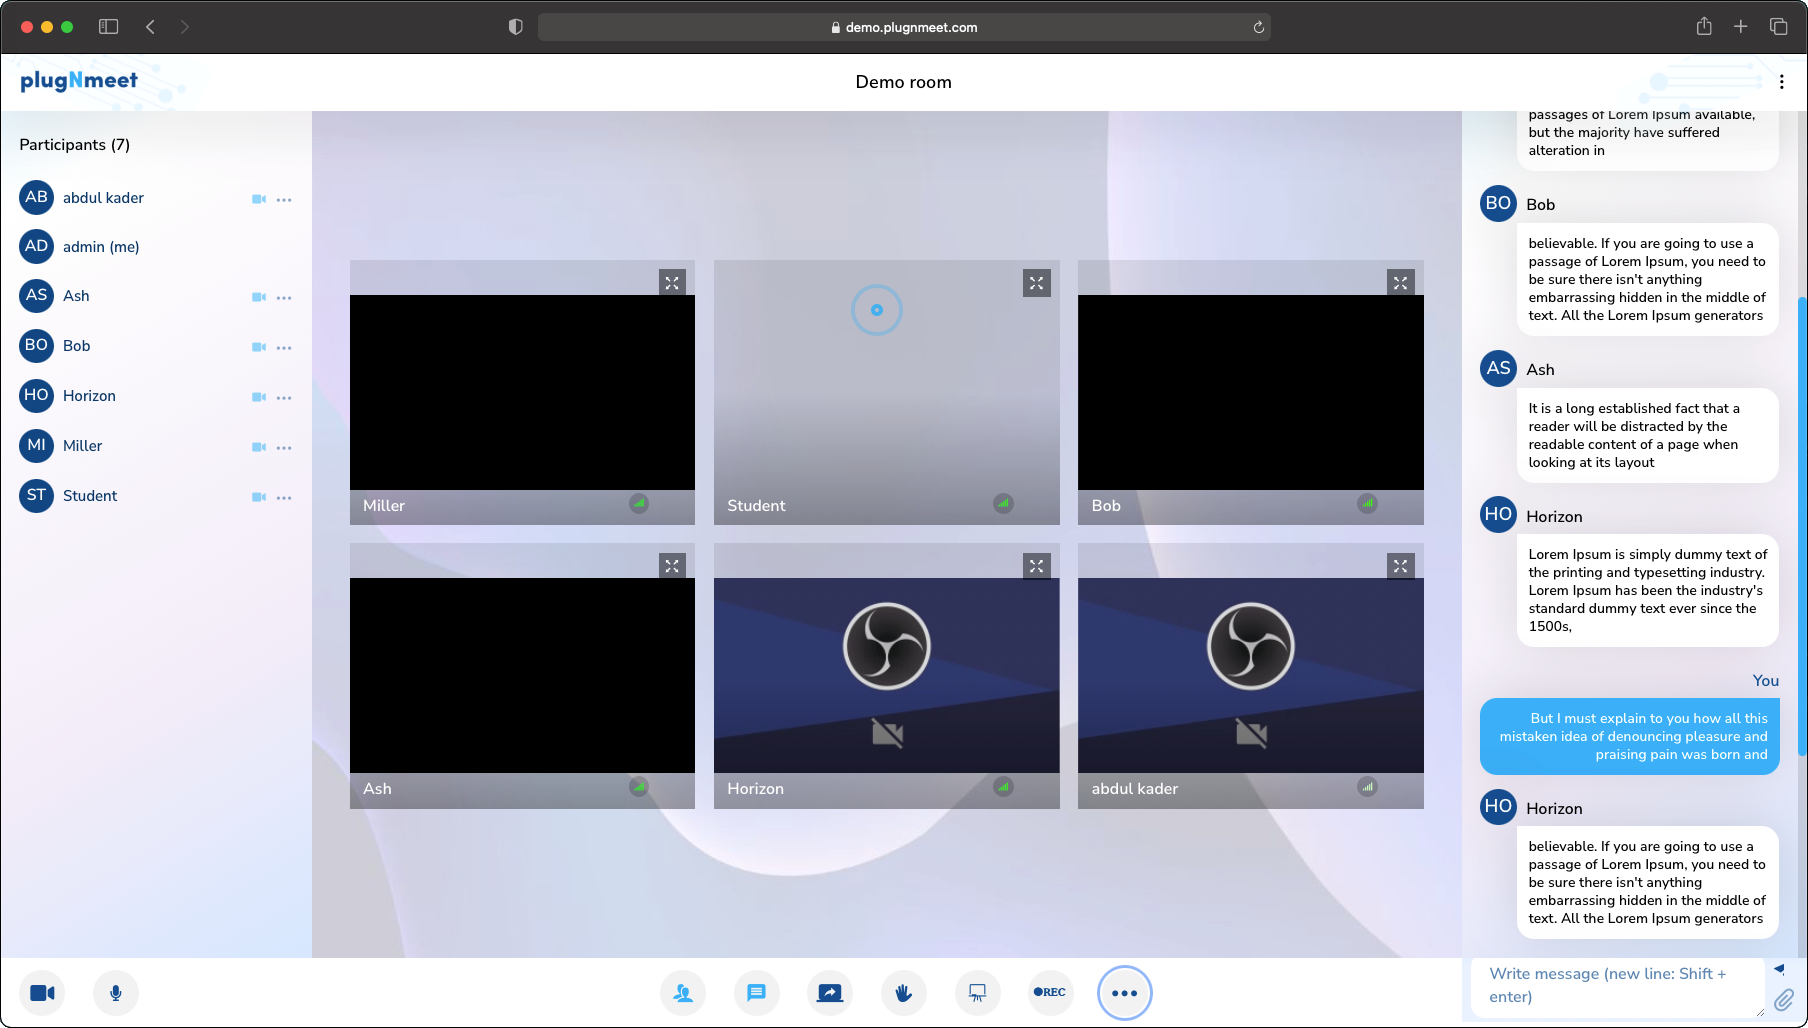 demo.plugnmeet.com
plugNmeet
Demo room
Participants (7)
AB abdul kader
AD admin (me)
AS Ash
BO Bob
HO Horizon
MI Miller
ST Student
Miller
Student
Bob
Ash
Horizon
abdul kader
passages of Lorem Ipsum available,
but the majority have suffered
alteration in
BO Bob
believable. If you are going to use a
passage of Lorem Ipsum, you need to
be sure there isn't anything
embarrassing hidden in the middle of
text. All the Lorem Ipsum generators
AS Ash
It is a long established fact that a
reader will be distracted by the
readable content of a page when
looking at its layout
HO Horizon
Lorem Ipsum is simply dummy text of
the printing and typesetting industry.
Lorem Ipsum has been the industry's
standard dummy text ever since the
1500s,
You
But I must explain to you how all this
mistaken idea of denouncing pleasure and
praising pain was born and
HO Horizon
believable. If you are going to use a
passage of Lorem Ipsum, you need to
be sure there isn't anything
embarrassing hidden in the middle of
text. All the Lorem Ipsum generators
REC
Write message (new line: Shift +
enter)